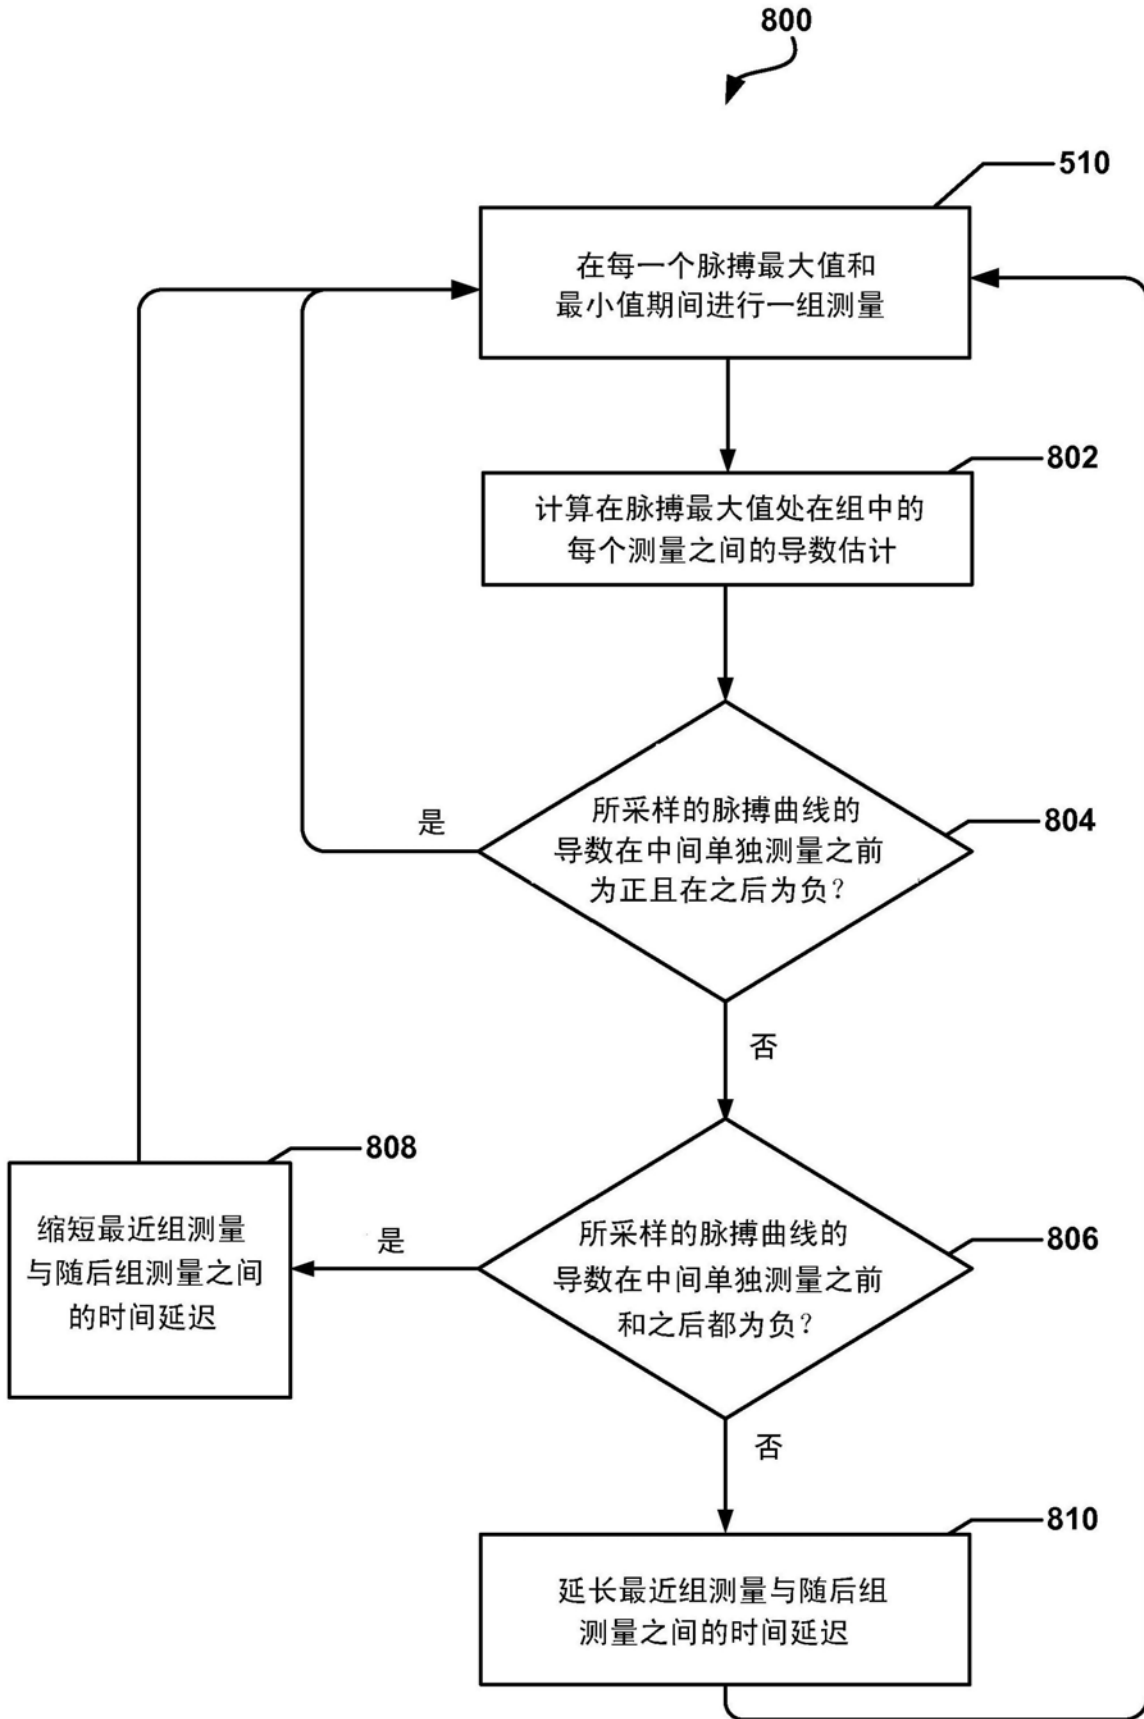 800
510
在每一个脉搏最大值和
最小值期间进行一组测量
802
计算在脉搏最大值处在组中的
每个测量之间的导数估计
804
所采样的脉搏曲线的
导数在中间单独测量之前
为正且在之后为负？
是
否
806
所采样的脉搏曲线的
导数在中间单独测量之前
和之后都为负？
是
808
缩短最近组测量
与随后组测量之间
的时间延迟
否
810
延长最近组测量与随后组
测量之间的时间延迟